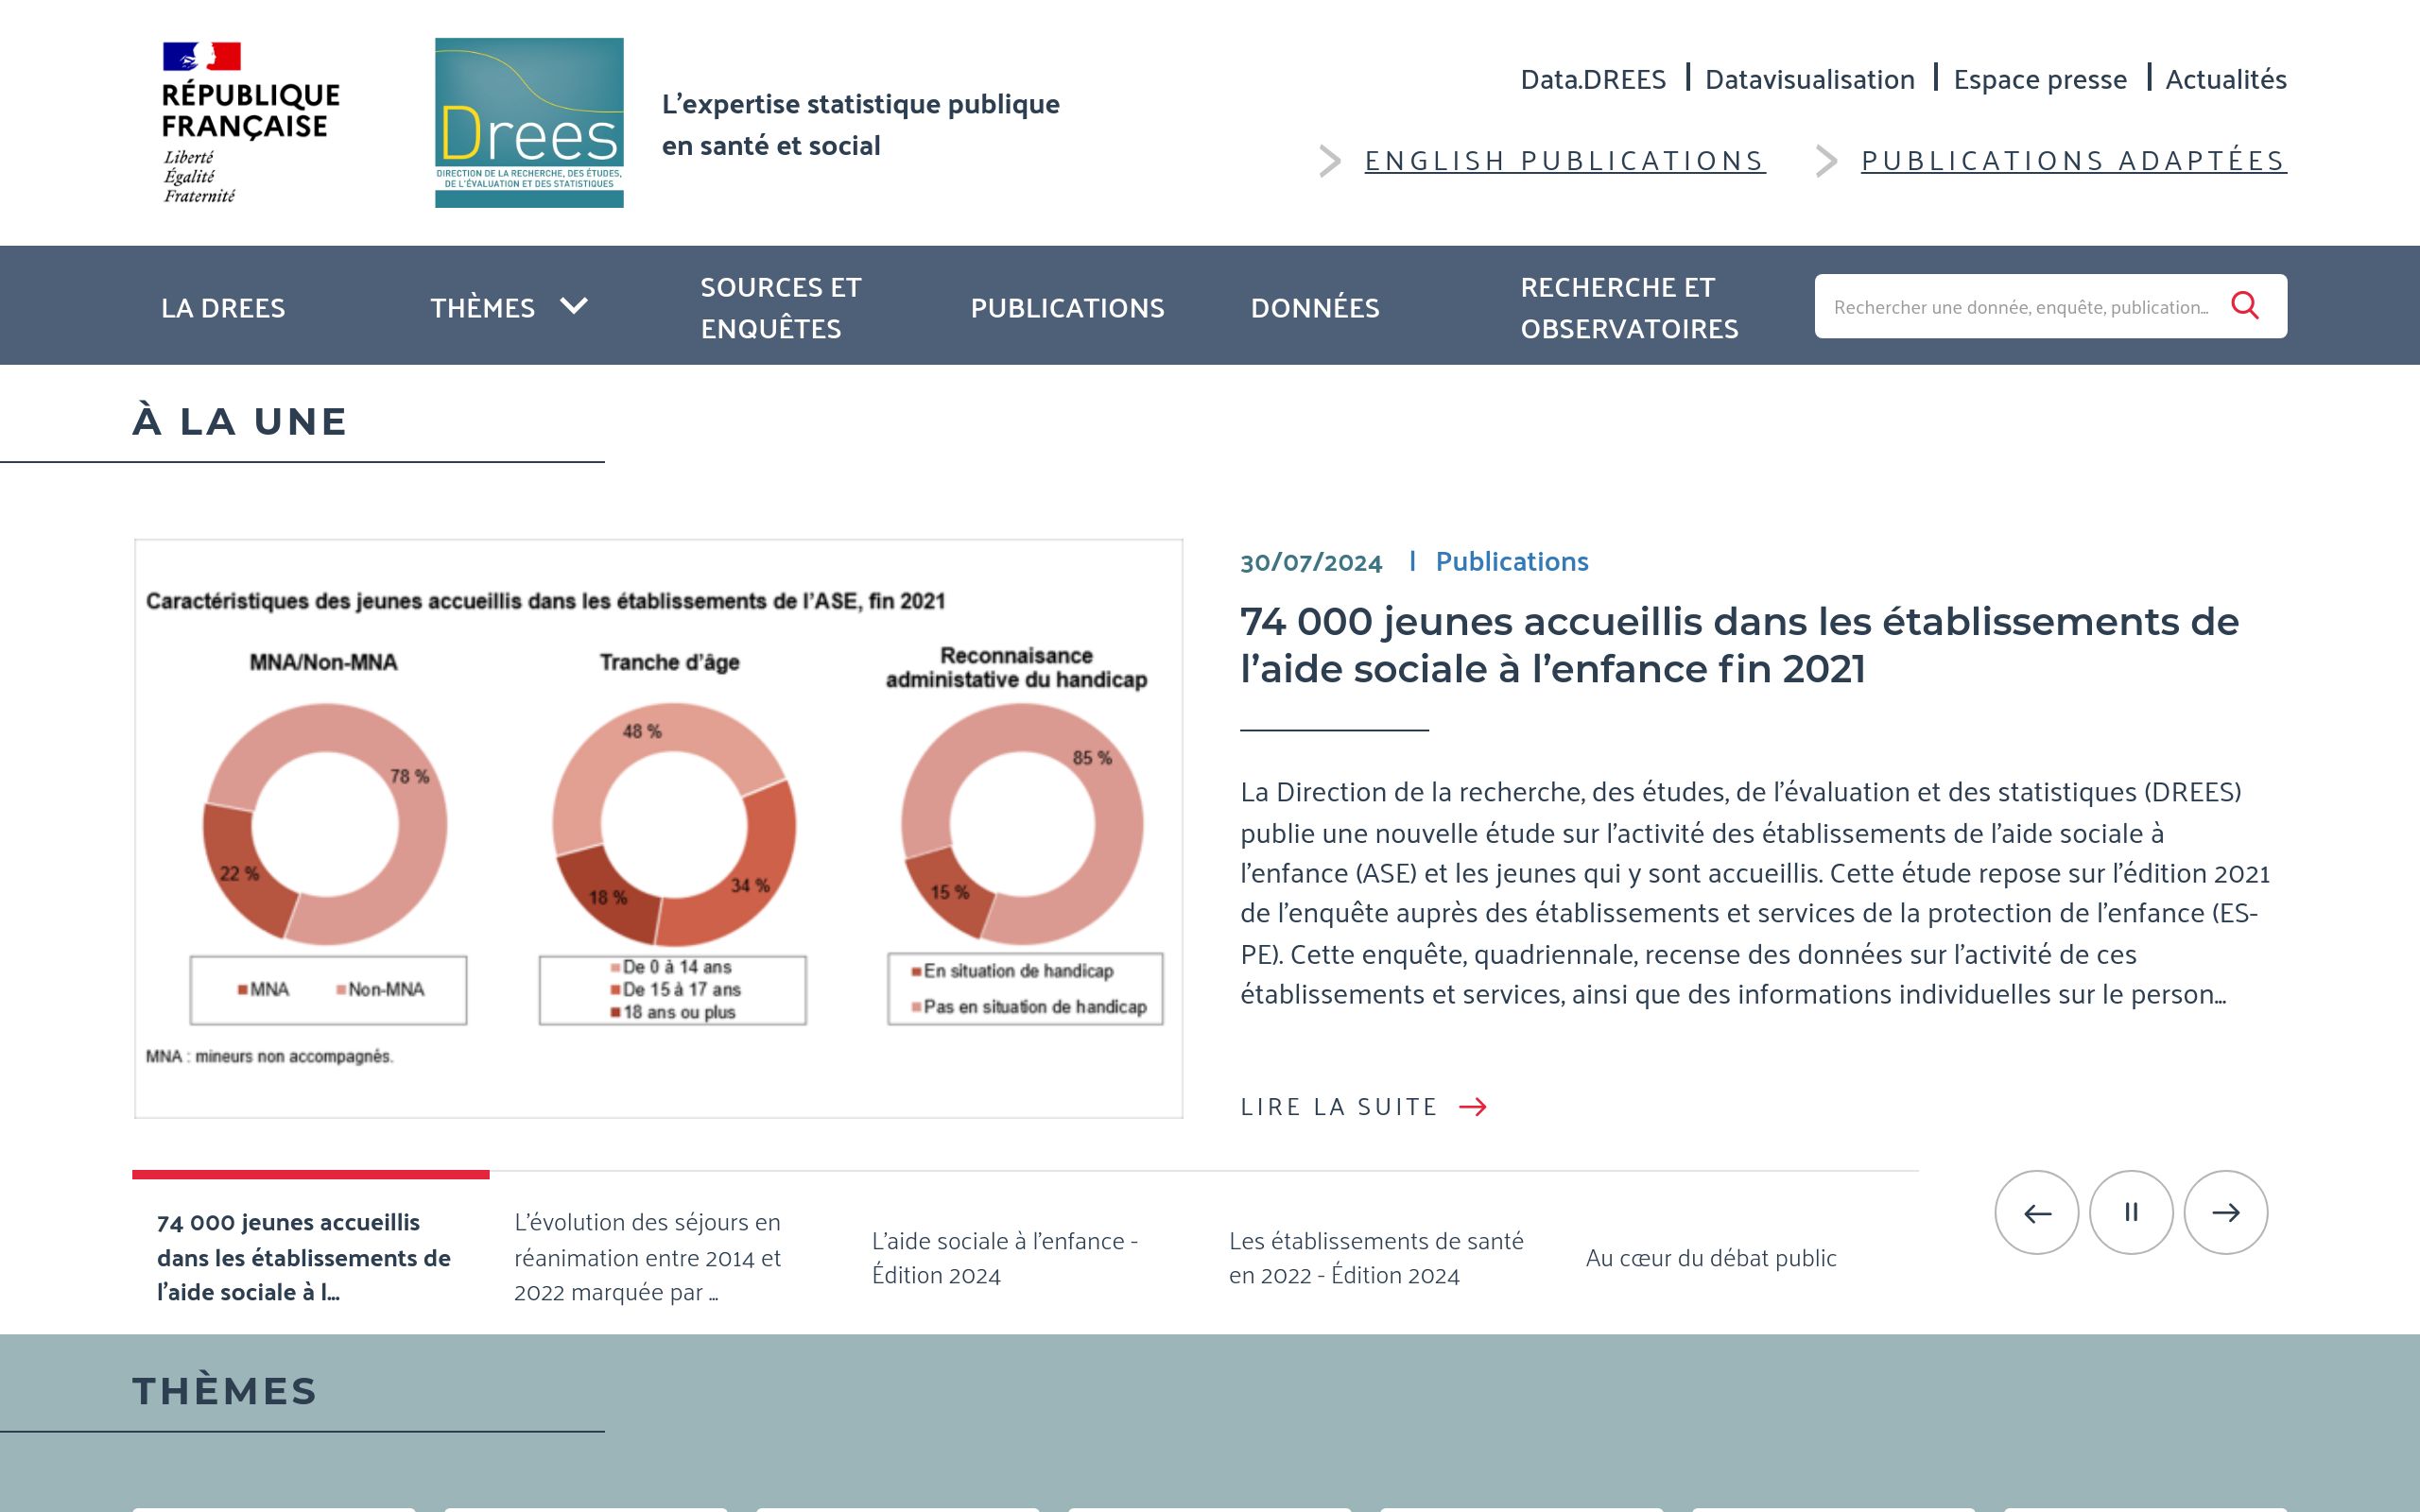 RÉPUBLIQUE
FRANÇAISE
Liberté
Égalité
Fraternité
Drees
DIRECTION DE LA RECHERCHE, DES ÉTUDES,
DE L'ÉVALUATION ET DES STATISTIQUES
L'expertise statistique publique
en santé et social
Data.DREES | Datavisualisation | Espace presse | Actualités
ENGLISH PUBLICATIONS
PUBLICATIONS ADAPTÉES
LA DREES
THÈMES
SOURCES ET
ENQUÊTES
PUBLICATIONS
DONNÉES
RECHERCHE ET
OBSERVATOIRES
Rechercher une donnée, enquête, publication...
À LA UNE
Caractéristiques des jeunes accueillis dans les établissements de l'ASE, fin 2021
MNA/Non-MNA
78 %
22 %
MNA Non-MNA
Tranche d'âge
48 %
34 %
18 %
De 0 à 14 ans
De 15 à 17 ans
18 ans ou plus
Reconnaisance
administative du handicap
85 %
15 %
En situation de handicap
Pas en situation de handicap
MNA : mineurs non accompagnés.
30/07/2024 | Publications
74 000 jeunes accueillis dans les établissements de
l'aide sociale à l'enfance fin 2021
La Direction de la recherche, des études, de l'évaluation et des statistiques (DREES)
publie une nouvelle étude sur l'activité des établissements de l'aide sociale à
l'enfance (ASE) et les jeunes qui y sont accueillis. Cette étude repose sur l'édition 2021
de l'enquête auprès des établissements et services de la protection de l'enfance (ES-
PE). Cette enquête, quadriennale, recense des données sur l'activité de ces
établissements et services, ainsi que des informations individuelles sur le person...
LIRE LA SUITE
74 000 jeunes accueillis
dans les établissements de
l'aide sociale à l...
L'évolution des séjours en
réanimation entre 2014 et
2022 marquée par ...
L'aide sociale à l'enfance -
Édition 2024
Les établissements de santé
en 2022 - Édition 2024
Au cœur du débat public
THÈMES